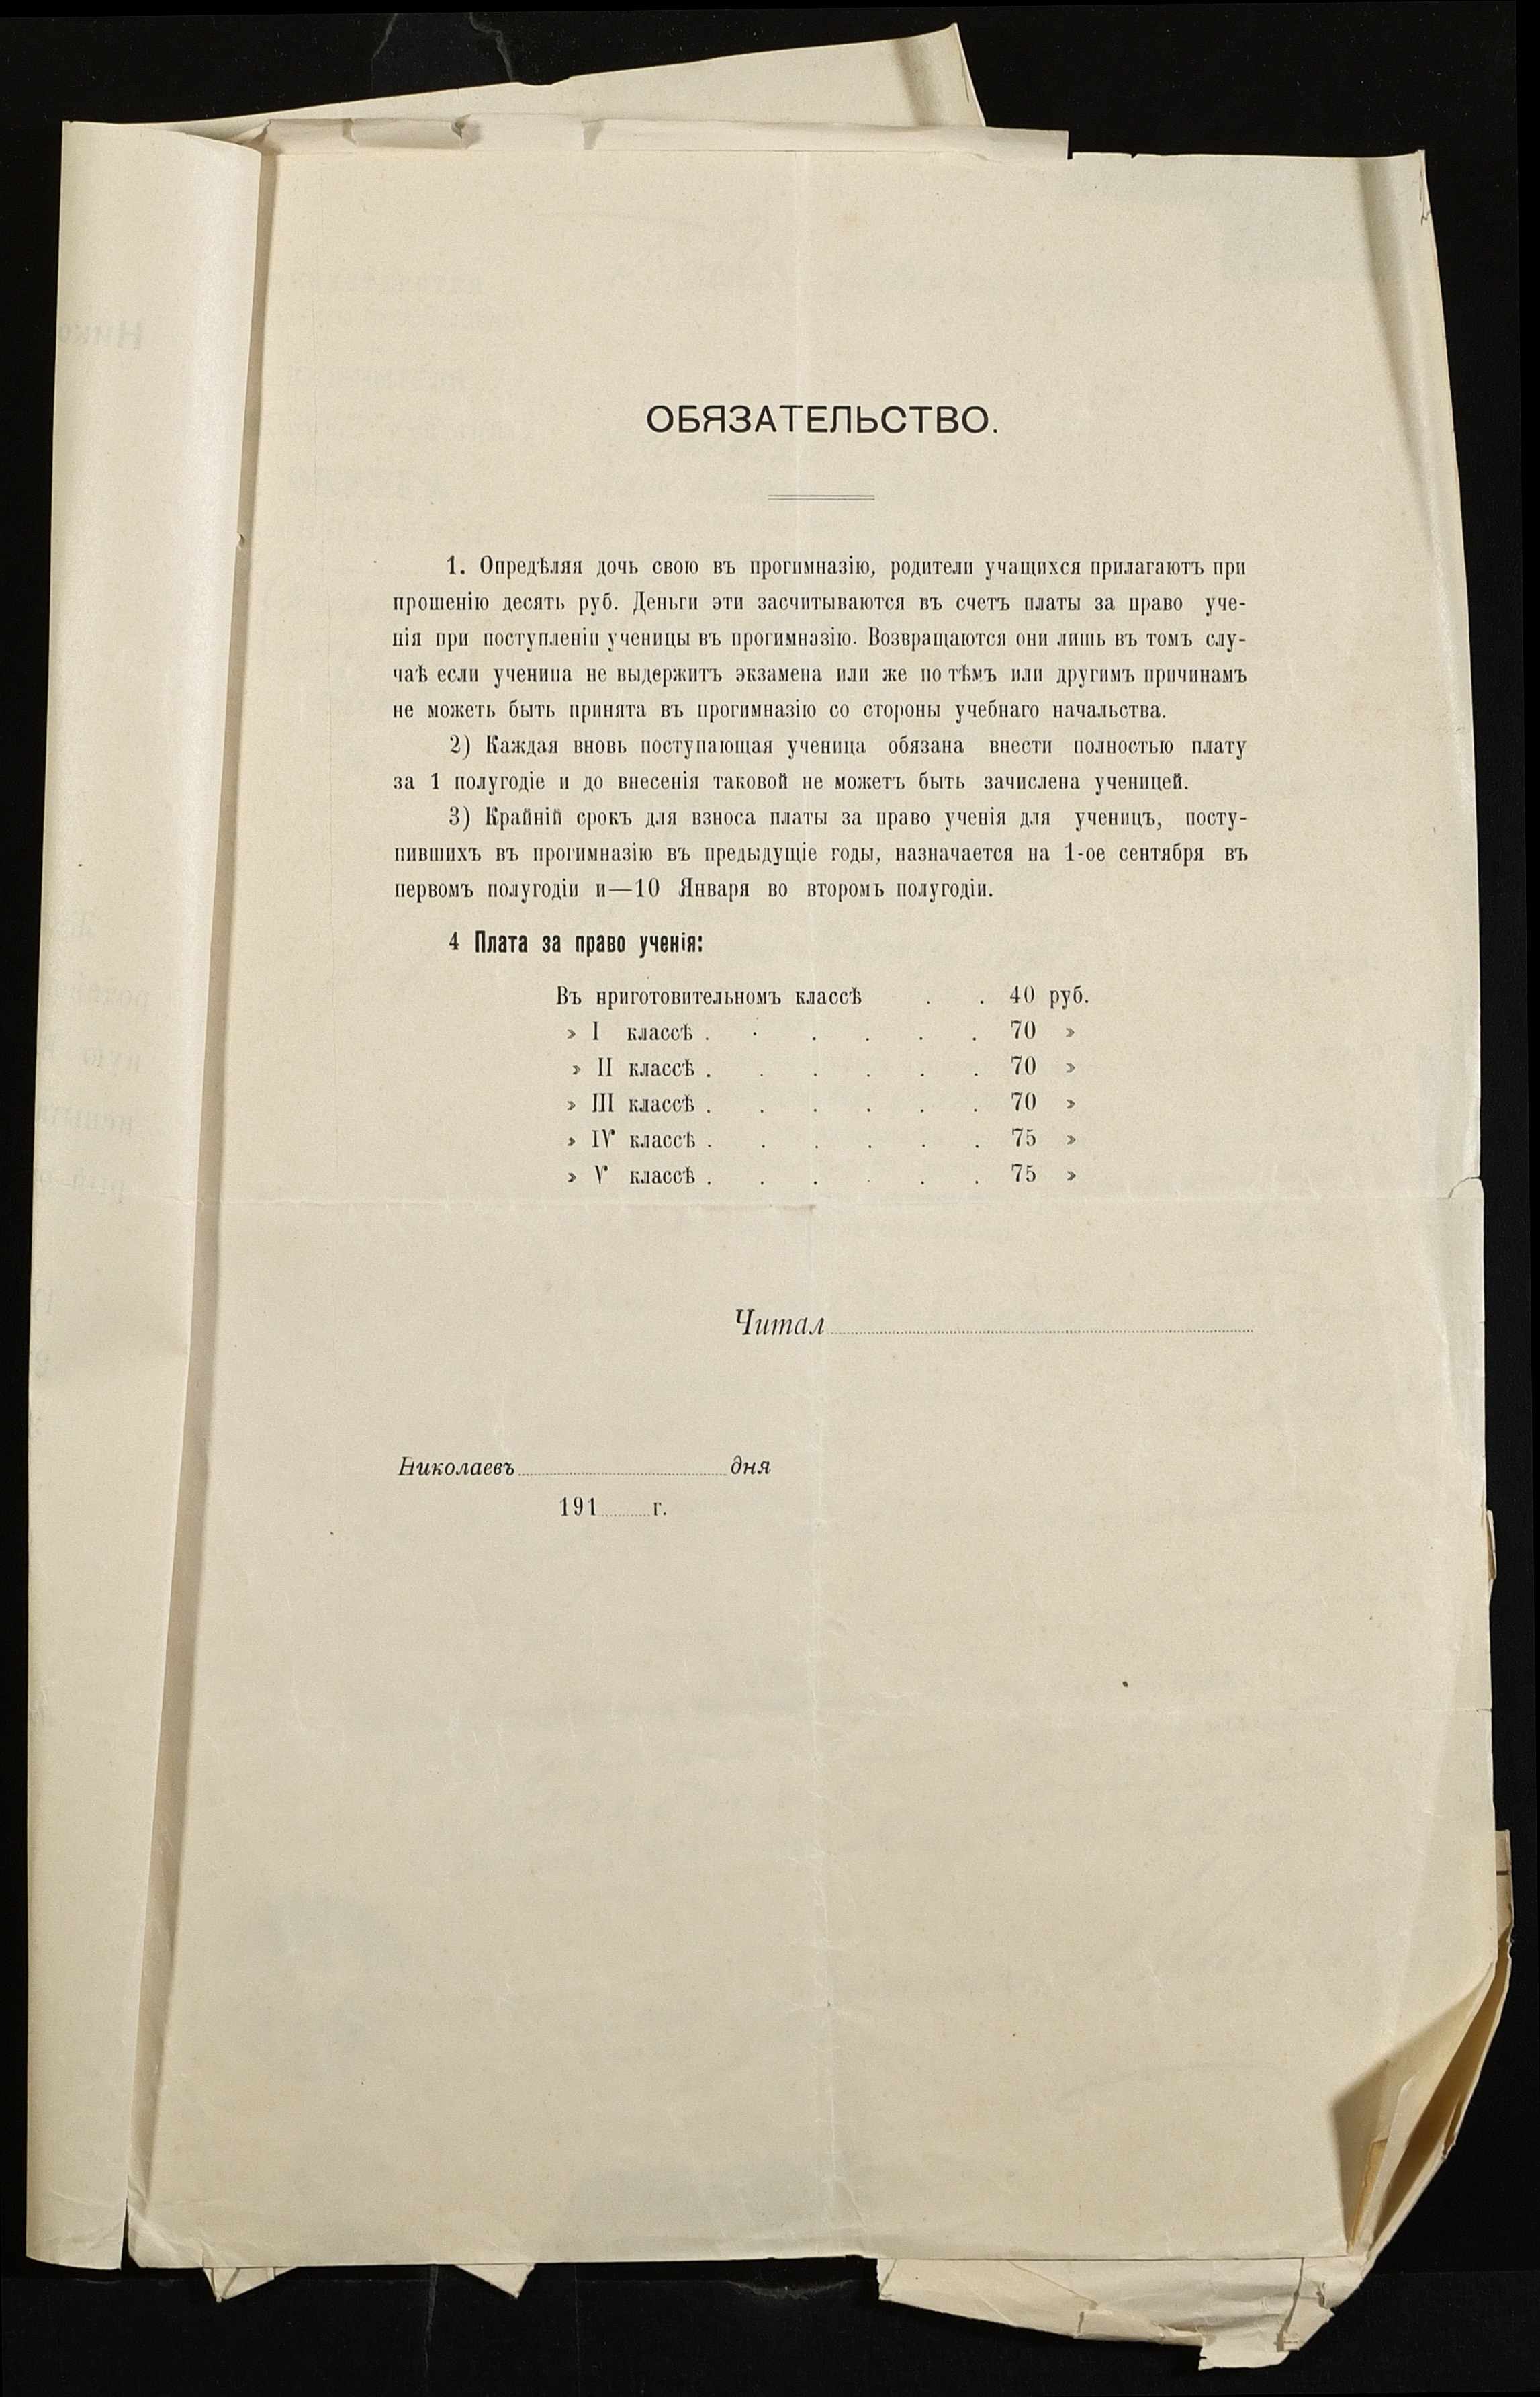 ОБЯЗАТЕЛЬСТВО.
1. Опредѣляя дочь свою въ прогимназію, родители учащихся прилагаютъ при
прошенію десять руб. Деньги эти засчитываются въ счетъ платы за право уче-
нія при поступленіи ученицы въ прогимназію. Возвращаются они лишь въ томъ слу-
чаѣ если ученица не выдержитъ экзамена или же по тѣмъ или другимъ причинамъ
не можеть быть принята въ прогимназію со стороны учебнаго начальства.
2) Каждая вновь поступающая ученица обязана внести полностью плату
за 1 полугодіе и до внесенія таковой не можетъ быть зачислена ученицей.
3) Крайній срокъ для взноса платы за право ученія для ученицъ, посту-
пившихъ въ прогимназію въ предыдущіе годы, назначается на 1-ое сентября въ
первомъ полугодіи и—10 Января во второмь полугодіи.
4 Плата за право ученія:
Въ приготовительномъ классѣ . . 40 руб.
» I классѣ . . . . . . 70 »
» II классѣ . . . . . . 70 »
» III классѣ . . . . . . 70 »
» IV классѣ . . . . . . 75 »
» V классѣ . . . . . . 75 »
Читал
Николаевъ дня
191 г.